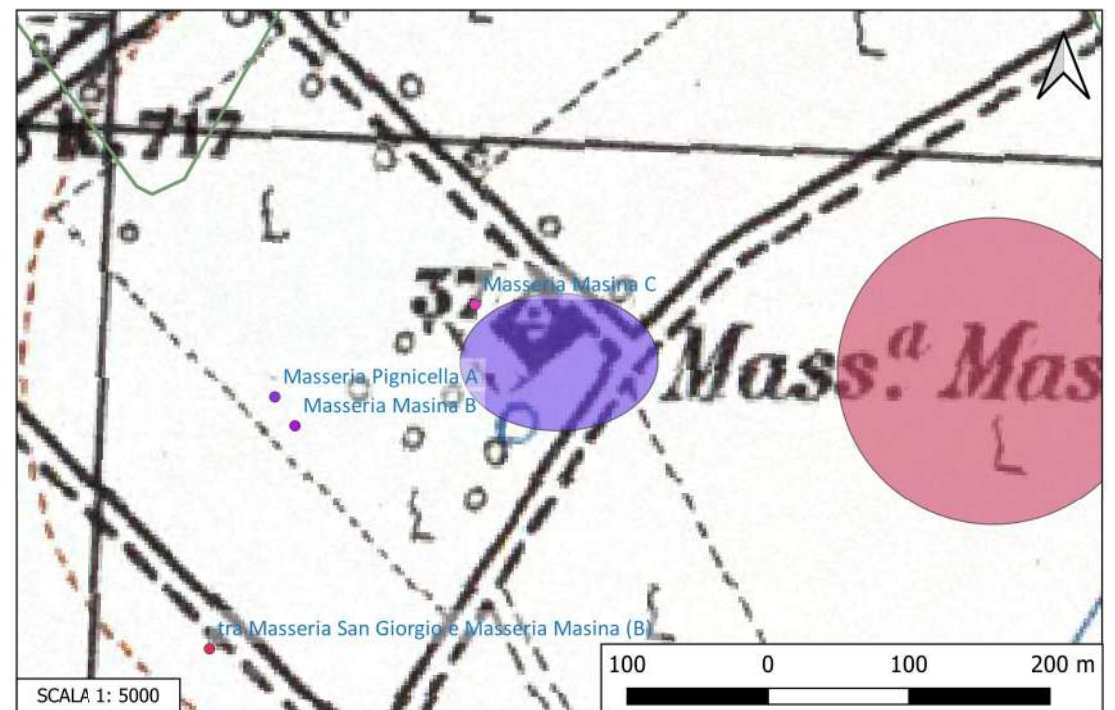 717
37
Masseria Masina C
Mass.ª Mas
Masseria Pignicella A
Masseria Masina B
tra Masseria San Giorgio e Masseria Masina (B)
100 0 100 200 m
SCALA 1: 5000